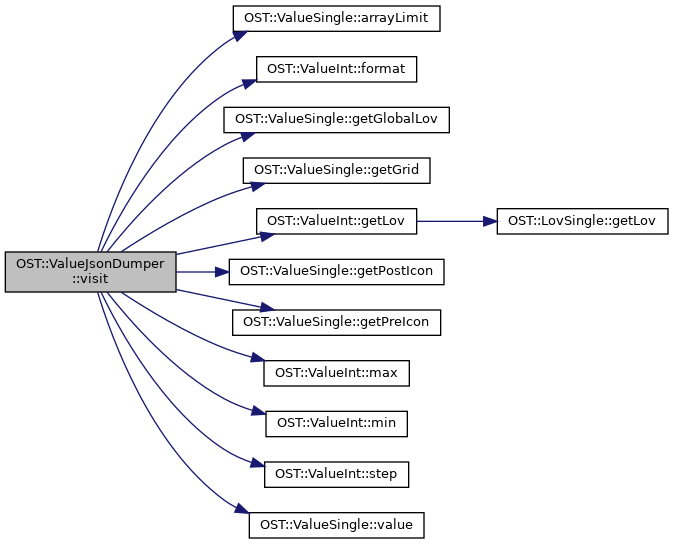 OST::ValueSingle::arrayLimit
OST::ValueInt::format
OST::ValueSingle::getGlobalLov
OST::ValueSingle::getGrid
OST::ValueInt::getLov
OST::LovSingle::getLov
OST::ValueJsonDumper
::visit
OST::ValueSingle::getPostIcon
OST::ValueSingle::getPreIcon
OST::ValueInt::max
OST::ValueInt::min
OST::ValueInt::step
OST::ValueSingle::value